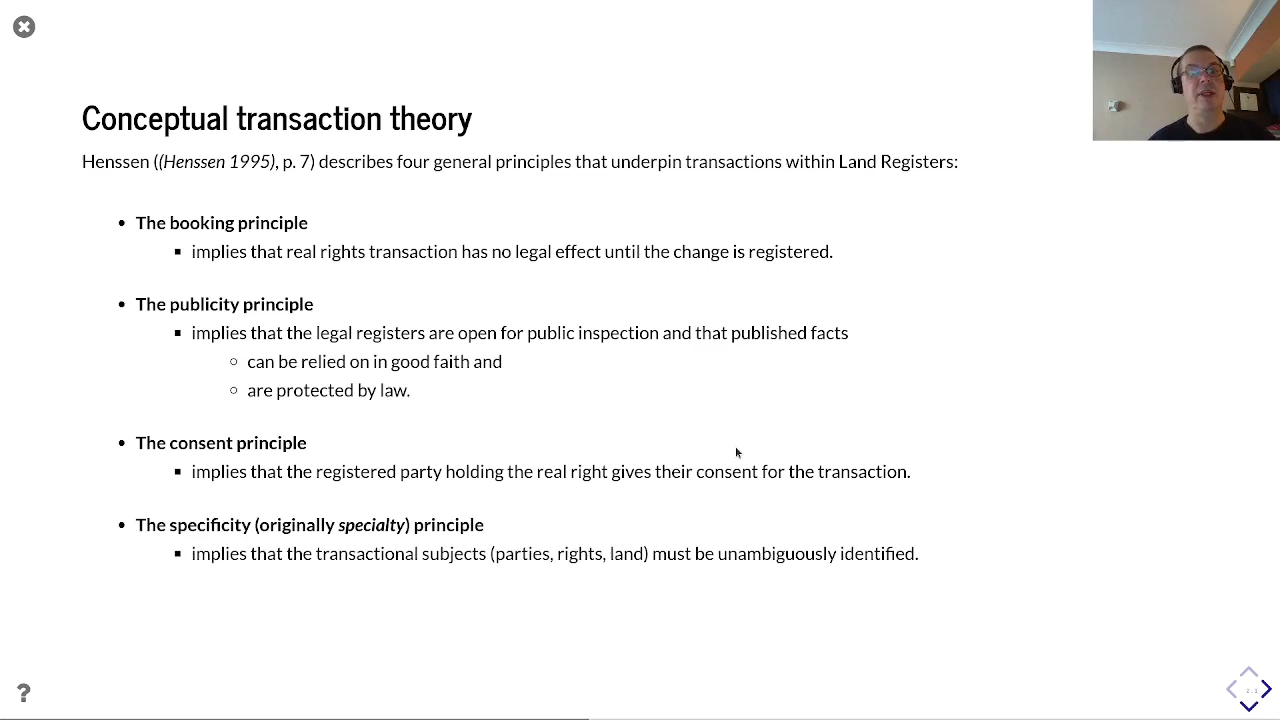 Conceptual transaction theory
Henssen ((Henssen 1995), p. 7) describes four general principles that underpin transactions within Land Registers:
• The booking principle
▪ implies that real rights transaction has no legal effect until the change is registered.
• The publicity principle
▪ implies that the legal registers are open for public inspection and that published facts
○ can be relied on in good faith and
○ are protected by law.
• The consent principle
▪ implies that the registered party holding the real right gives their consent for the transaction.
• The specificity (originally specialty) principle
▪ implies that the transactional subjects (parties, rights, land) must be unambiguously identified.
?